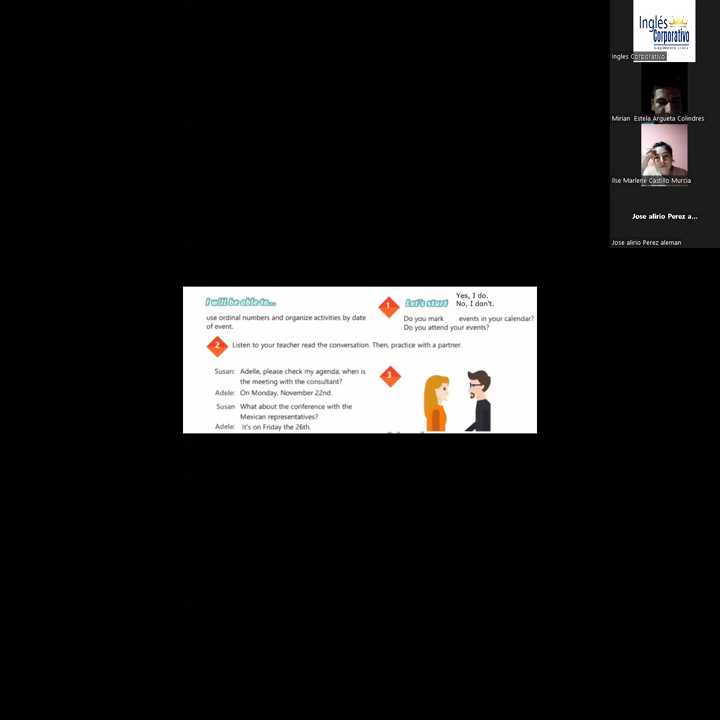 Inglés
Corporativo
Ingles Corporativo
Mirian Estela Argueta Colindres
Ilse Marlene Castillo Murcia
Jose alirio Perez a...
Jose alirio Perez aleman
I will be able to...
use ordinal numbers and organize activities by date
of event.
1
Let's start
Yes, I do.
No, I don't.
Do you mark events in your calendar?
Do you attend your events?
2
Listen to your teacher read the conversation. Then, practice with a partner.
Susan: Adelle, please check my agenda; when is
the meeting with the consultant?
Adele: On Monday, November 22nd.
Susan What about the conference with the
Mexican representatives?
Adele: It's on Friday the 26th.
3